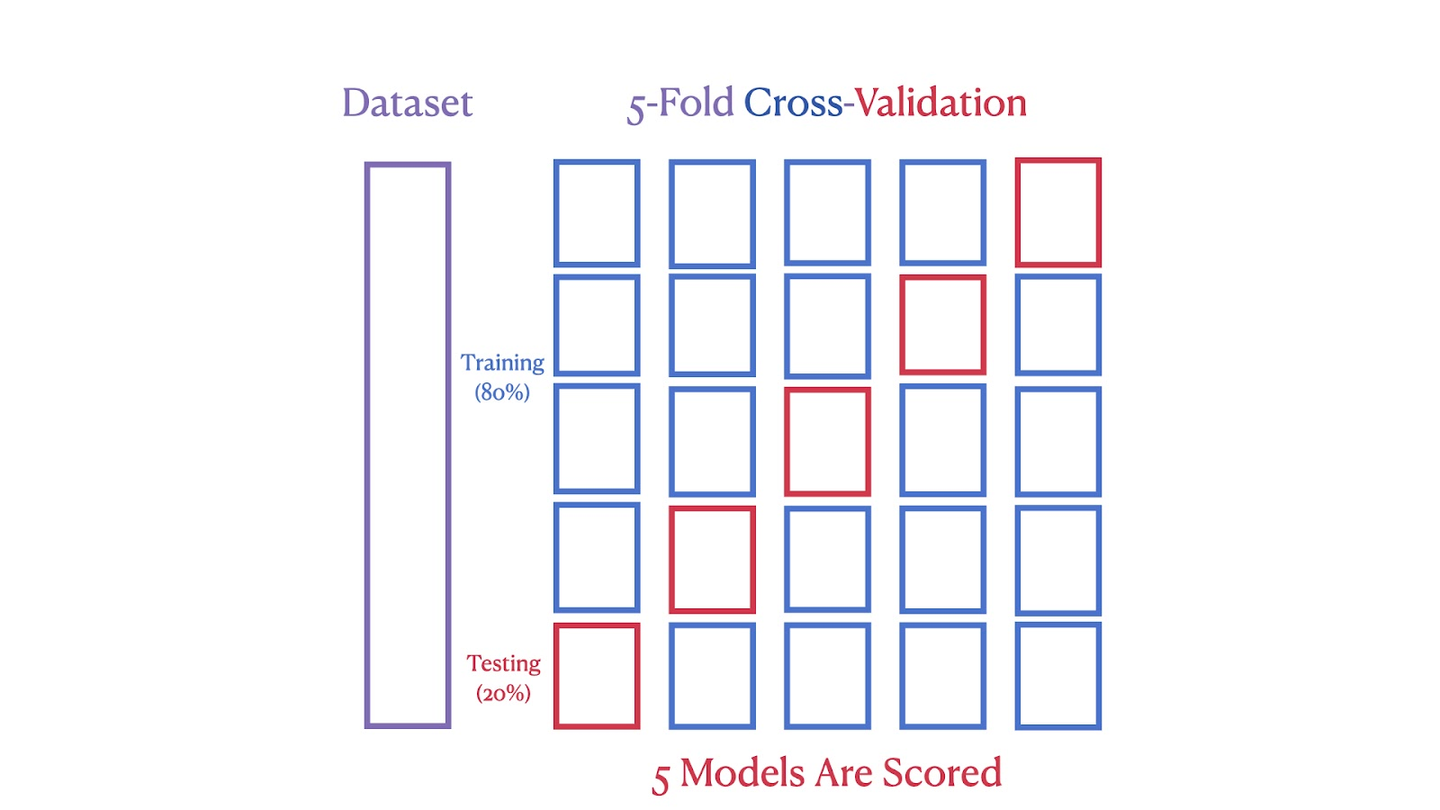 Dataset
5-Fold Cross-Validation
Training
(80%)
Testing
(20%)
5 Models Are Scored